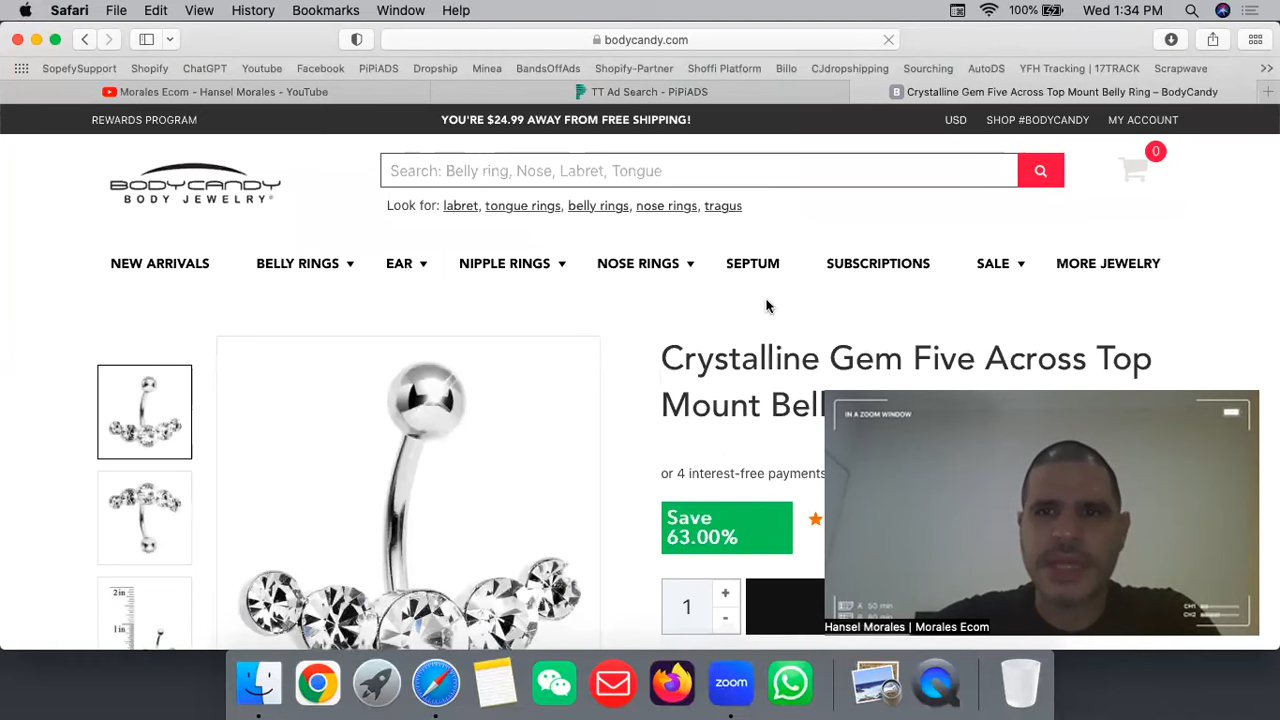 Safari File Edit View History Bookmarks Window Help 100% Wed 1:34 PM
bodycandy.com
SopefySupport Shopify ChatGPT Youtube Facebook PiPiADS Dropship Minea BandsOfAds Shopify-Partner Shoffi Platform Billo CJdropshipping Sourching AutoDS YFH Tracking | 17TRACK Scrapwave >>
Morales Ecom - Hansel Morales - YouTube TT Ad Search - PiPiADS B Crystalline Gem Five Across Top Mount Belly Ring – BodyCandy
REWARDS PROGRAM YOU'RE $24.99 AWAY FROM FREE SHIPPING! USD SHOP #BODYCANDY MY ACCOUNT
BODYCANDY
BODY JEWELRY
Search: Belly ring, Nose, Labret, Tongue
0
Look for: labret, tongue rings, belly rings, nose rings, tragus
NEW ARRIVALS BELLY RINGS EAR NIPPLE RINGS NOSE RINGS SEPTUM SUBSCRIPTIONS SALE MORE JEWELRY
Crystalline Gem Five Across Top
Mount Bell
or 4 interest-free payments
Save
63.00%
1 + -
2in
1in
IN A ZOOM WINDOW
Hansel Morales | Morales Ecom
zoom